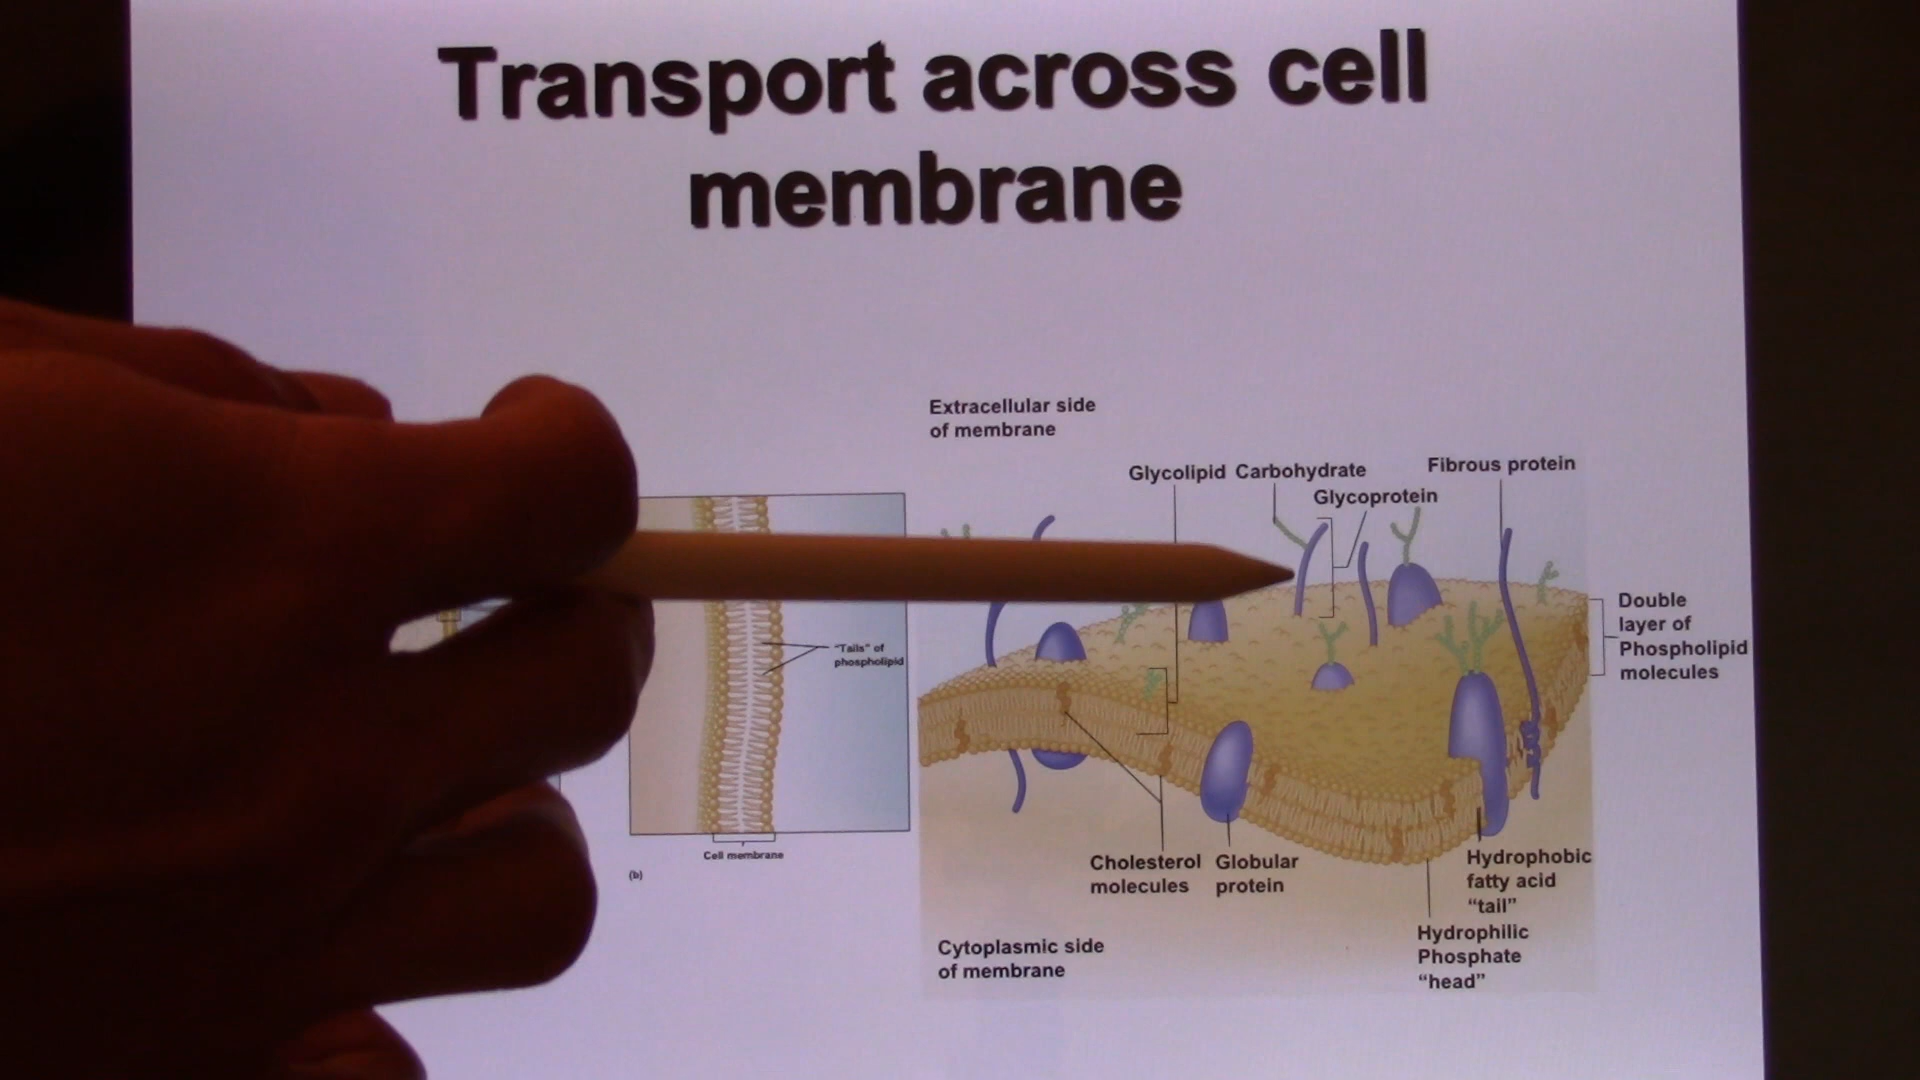 Transport across cell
membrane
Extracellular side
of membrane
Glycolipid Carbohydrate
Fibrous protein
Glycoprotein
Double
layer of
Phospholipid
molecules
"Tails" of
phospholipid
Cell membrane
(b)
Cholesterol
molecules
Globular
protein
Hydrophobic
fatty acid
“tail”
Hydrophilic
Phosphate
“head”
Cytoplasmic side
of membrane